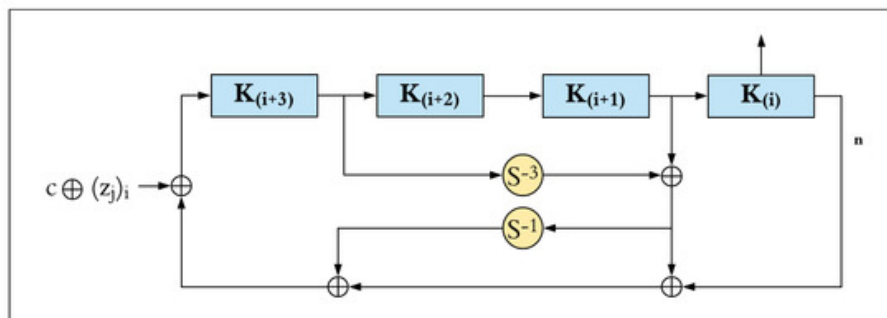 K(i+3) K(i+2) K(i+1) K(i)
n
S-3
c ⊕ (zj)i
S-1